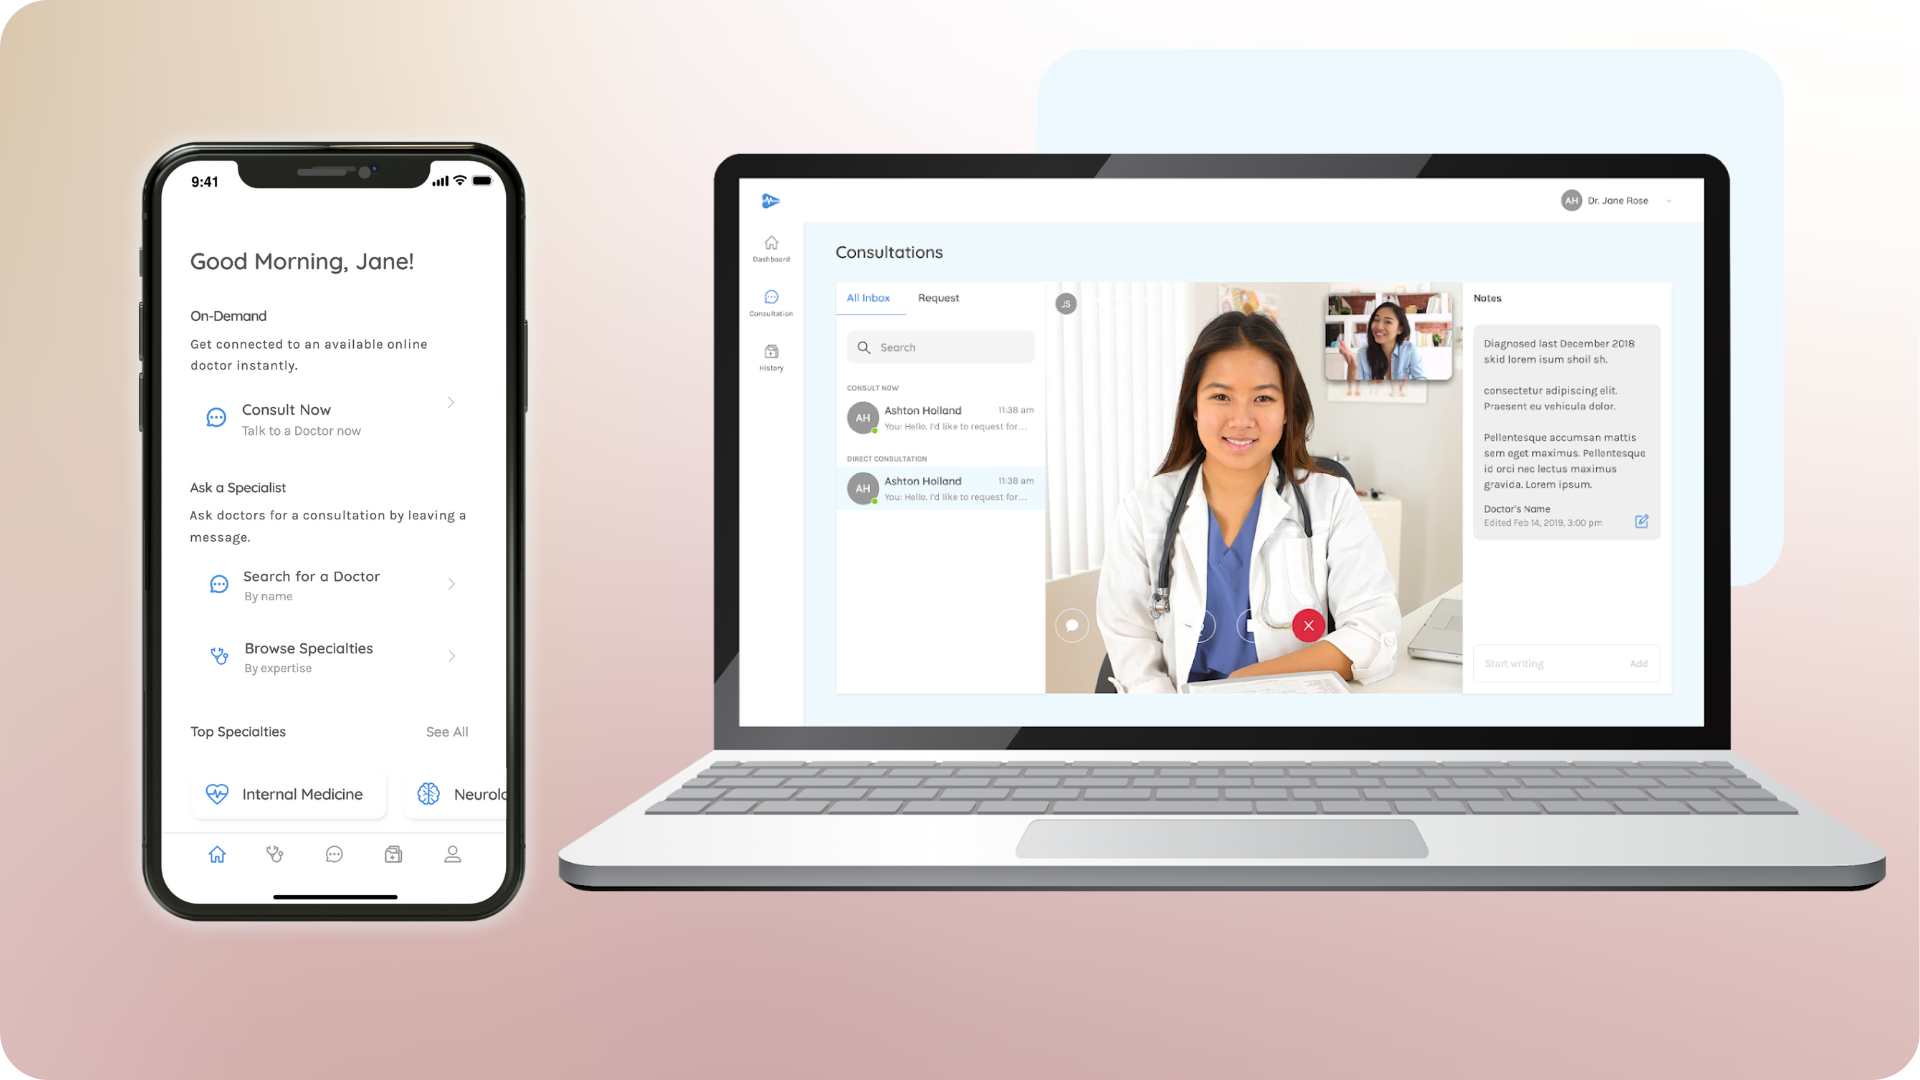 9:41
Good Morning, Jane!
On-Demand
Get connected to an available online
doctor instantly.
Consult Now
Talk to a Doctor now
Ask a Specialist
Ask doctors for a consultation by leaving a
message.
Search for a Doctor
By name
Browse Specialties
By expertise
Top Specialties
See All
Internal Medicine
Neurolo
AH
Dr. Jane Rose
Dashboard
Consultation
History
Consultations
All Inbox
Request
Search
CONSULT NOW
AH
Ashton Holland
11:38 am
You: Hello. I'd like to request for...
DIRECT CONSULTATION
AH
Ashton Holland
11:38 am
You: Hello. I'd like to request for...
JS
Notes
Diagnosed last December 2018
skid lorem isum shoil sh.
consectetur adipiscing elit.
Praesent eu vehicula dolor.
Pellentesque accumsan mattis
sem eget maximus. Pellentesque
id orci nec lectus maximus
gravida. Lorem ipsum.
Doctor's Name
Edited Feb 14, 2019, 3:00 pm
Start writing
Add